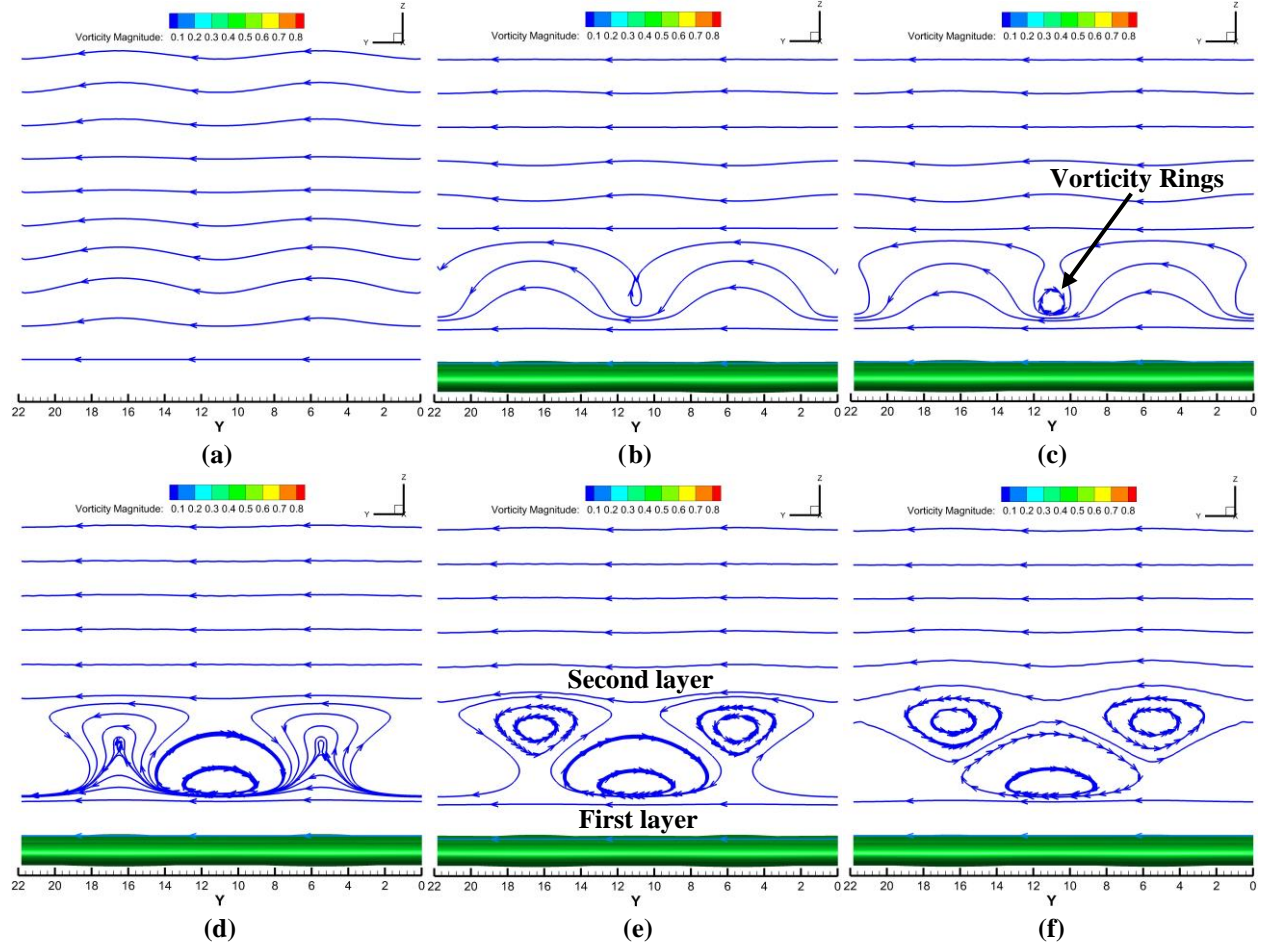 Vorticity Magnitude: 0.1 0.2 0.3 0.4 0.5 0.6 0.7 0.8
Z
Y
X
22 20 18 16 14 12 10 8 6 4 2 0
Y
(a)
Vorticity Magnitude: 0.1 0.2 0.3 0.4 0.5 0.6 0.7 0.8
Z
Y
X
22 20 18 16 14 12 10 8 6 4 2 0
Y
(b)
Vorticity Magnitude: 0.1 0.2 0.3 0.4 0.5 0.6 0.7 0.8
Z
Y
X
Vorticity Rings
22 20 18 16 14 12 10 8 6 4 2 0
Y
(c)
Vorticity Magnitude: 0.1 0.2 0.3 0.4 0.5 0.6 0.7 0.8
Z
Y
X
22 20 18 16 14 12 10 8 6 4 2 0
Y
(d)
Vorticity Magnitude: 0.1 0.2 0.3 0.4 0.5 0.6 0.7 0.8
Z
Y
X
Second layer
First layer
22 20 18 16 14 12 10 8 6 4 2 0
Y
(e)
Vorticity Magnitude: 0.1 0.2 0.3 0.4 0.5 0.6 0.7 0.8
Z
Y
X
22 20 18 16 14 12 10 8 6 4 2 0
Y
(f)